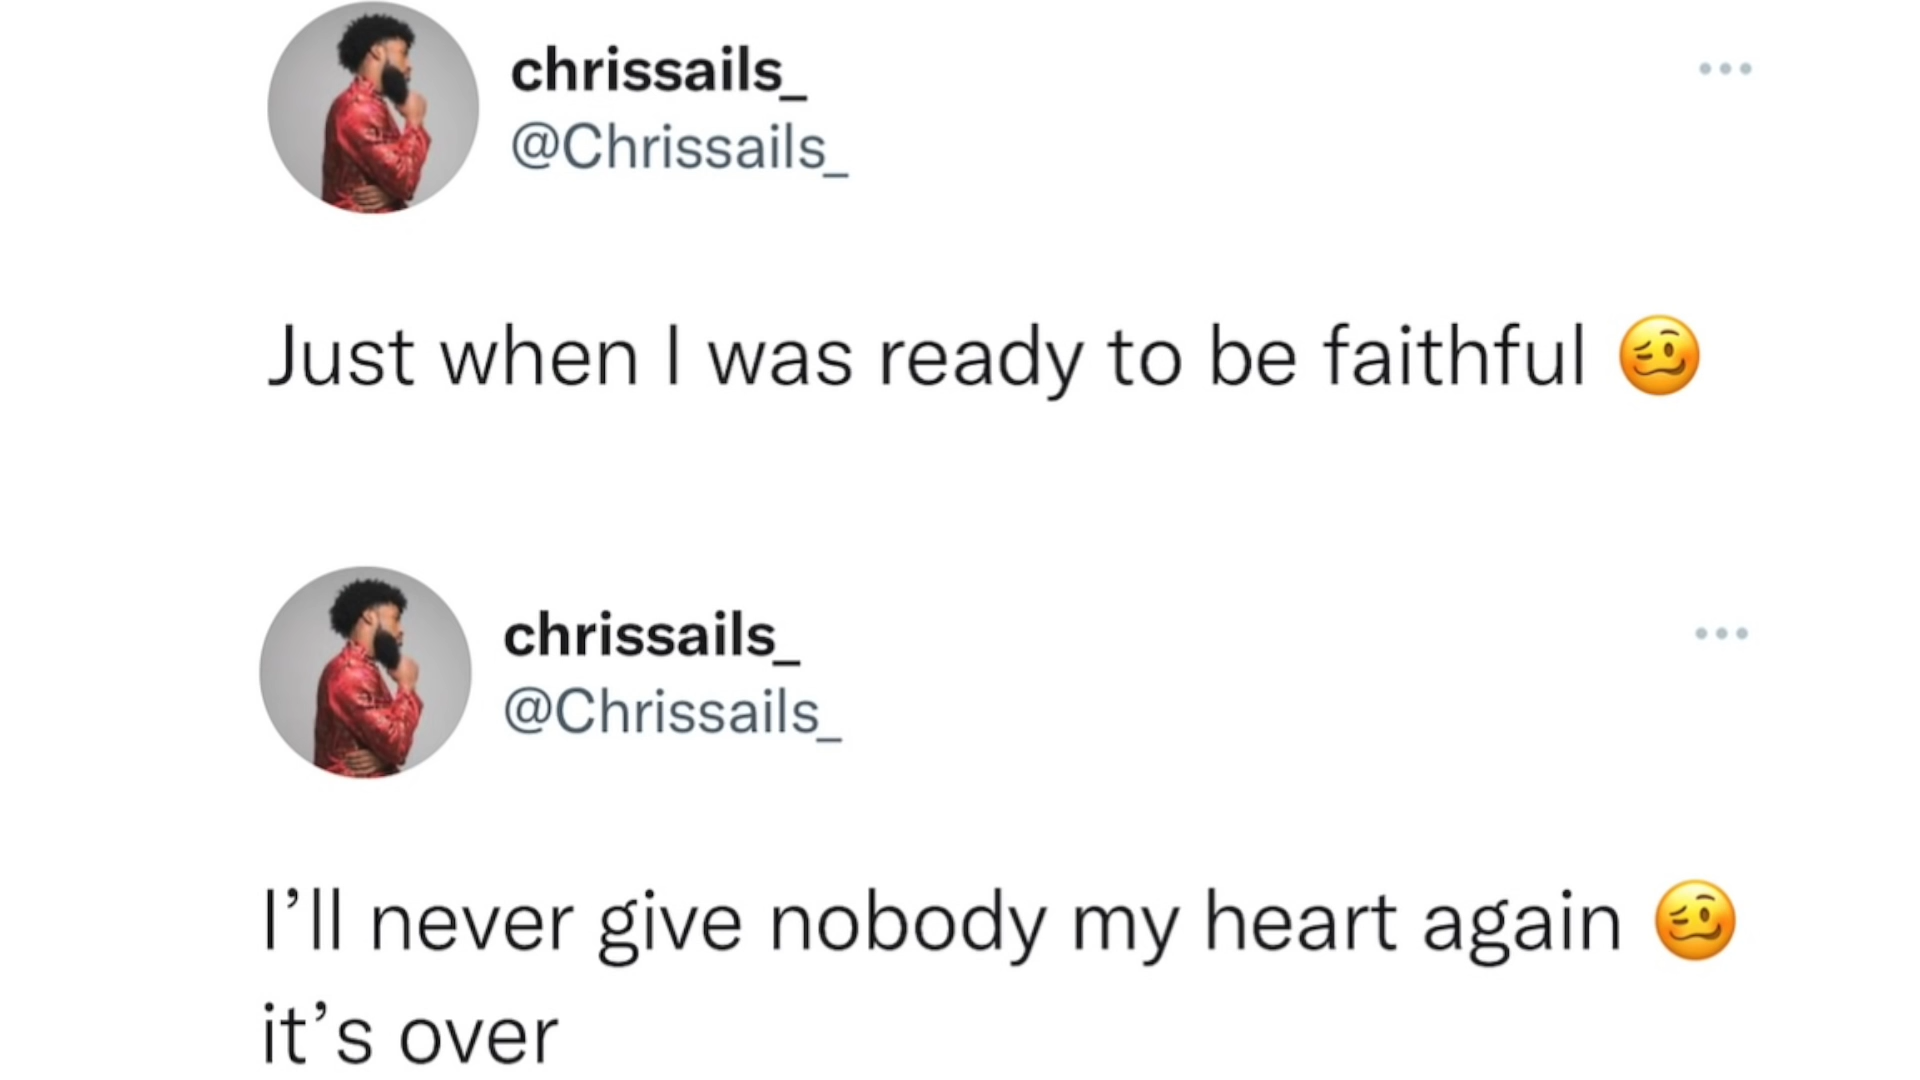 chrissails_
@Chrissails_
Just when I was ready to be faithful 🥴
chrissails_
@Chrissails_
I’ll never give nobody my heart again 🥴
it’s over